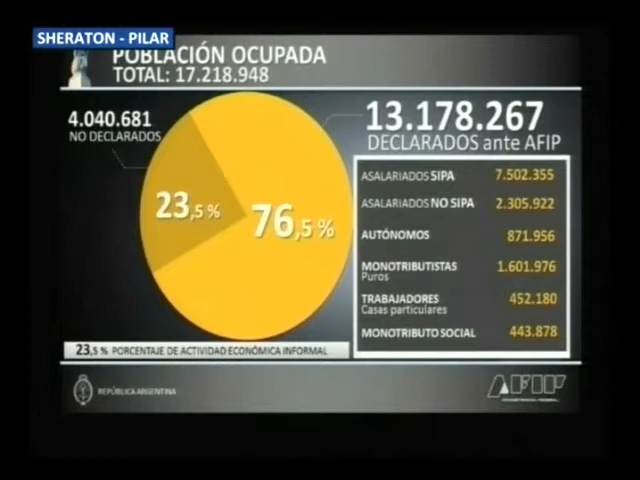 SHERATON - PILAR
POBLACIÓN OCUPADA
TOTAL: 17.218.948
4.040.681
NO DECLARADOS
23,5 %
76,5 %
13.178.267
DECLARADOS ante AFIP
ASALARIADOS SIPA 7.502.355
ASALARIADOS NO SIPA 2.305.922
AUTÓNOMOS 871.956
MONOTRIBUTISTAS 1.601.976
Puros
TRABAJADORES 452.180
Casas particulares
MONOTRIBUTO SOCIAL 443.878
23,5 % PORCENTAJE DE ACTIVIDAD ECONÓMICA INFORMAL
REPÚBLICA ARGENTINA
AFIP